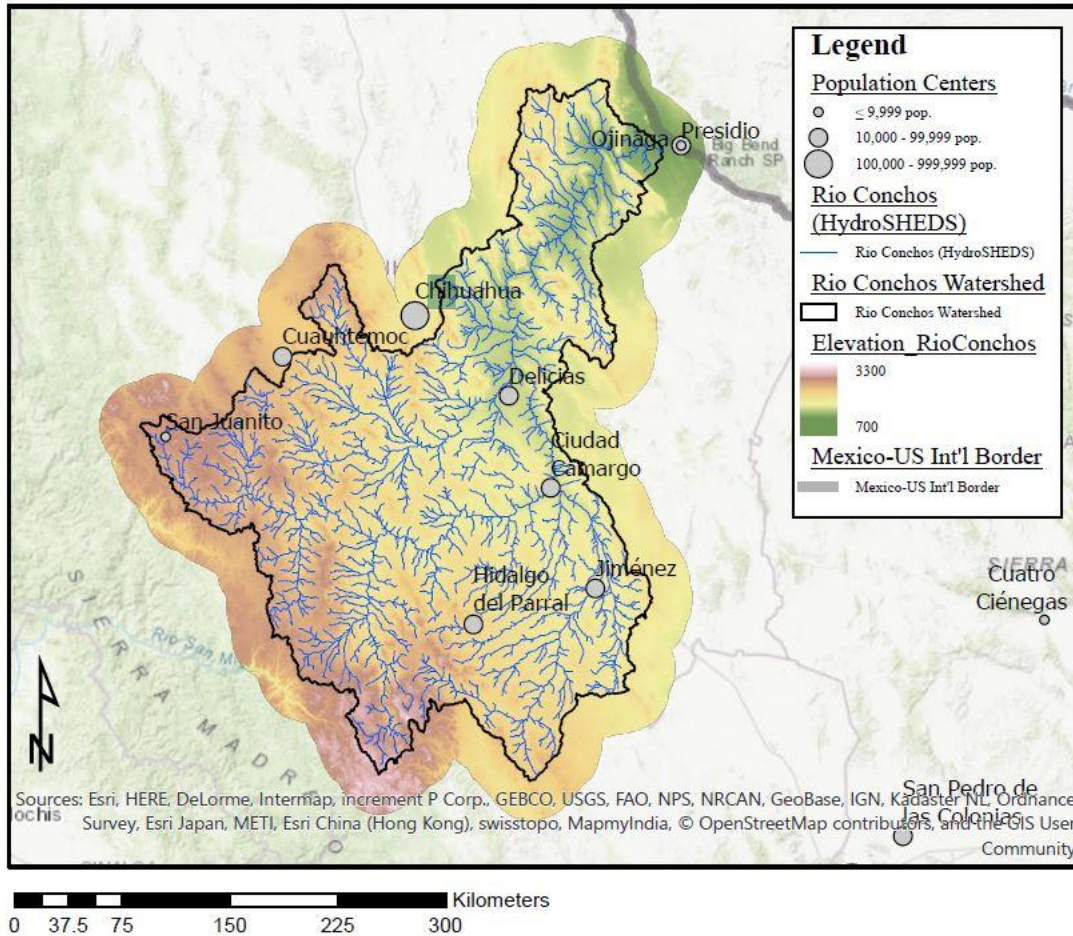 Legend
Population Centers
≤ 9,999 pop.
10,000 - 99,999 pop.
100,000 - 999,999 pop.
Rio Conchos
(HydroSHEDS)
Rio Conchos (HydroSHEDS)
Rio Conchos Watershed
Rio Conchos Watershed
Elevation_RioConchos
3300
700
Mexico-US Int'l Border
Mexico-US Int'l Border
Ojinaga
Presidio
Big Bend
Ranch SP
Chihuahua
Cuauhtemoc
Delicias
San Juanito
Ciudad
Camargo
Hidalgo
del Parral
Jiménez
SIERRA
Cuatro
Ciénegas
SIERRA MADRE
N
San Pedro de
las Colonias
Sources: Esri, HERE, DeLorme, Intermap, increment P Corp., GEBCO, USGS, FAO, NPS, NRCAN, GeoBase, IGN, Kadaster NL, Ordnance
Survey, Esri Japan, METI, Esri China (Hong Kong), swisstopo, MapmyIndia, © OpenStreetMap contributors, and the GIS User
Community
lochis
Kilometers
0 37.5 75 150 225 300